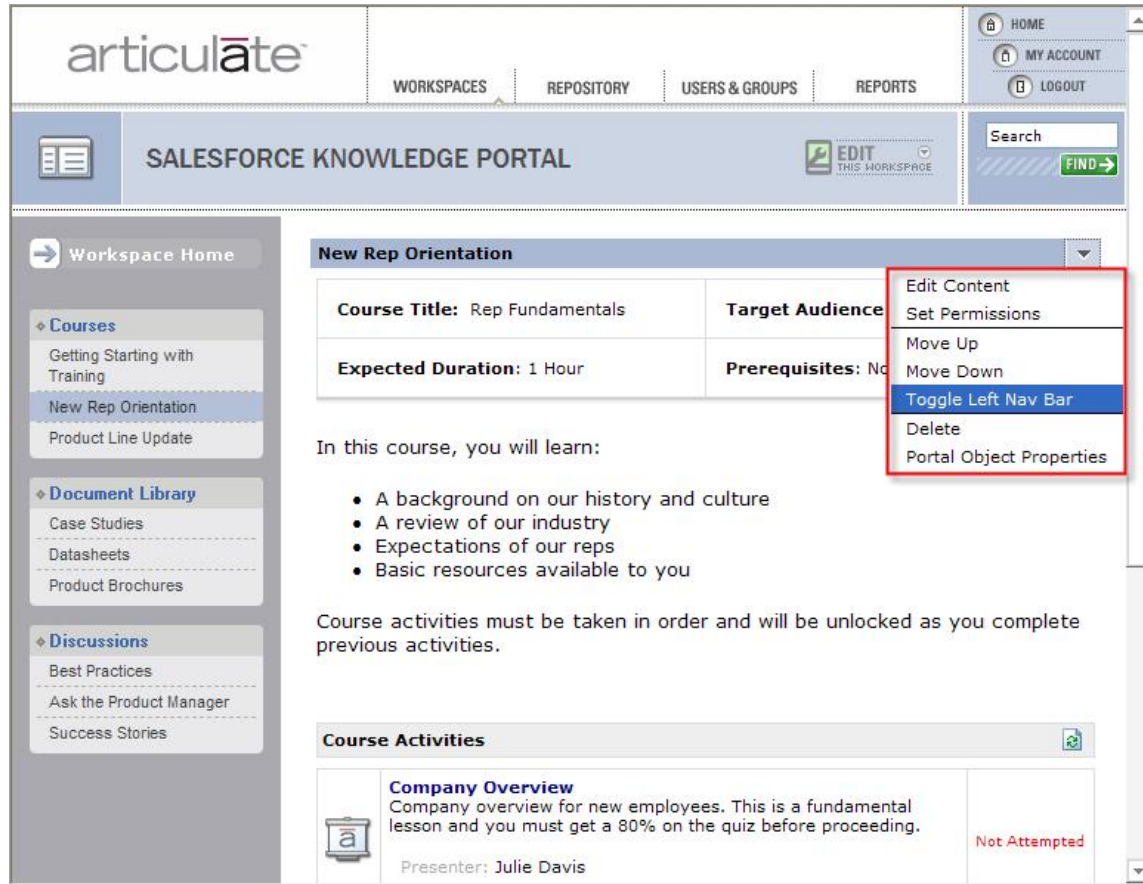 articulāte
WORKSPACES
REPOSITORY
USERS & GROUPS
REPORTS
HOME
MY ACCOUNT
LOGOUT
SALESFORCE KNOWLEDGE PORTAL
EDIT
THIS WORKSPACE
Search
FIND
Workspace Home
Courses
Getting Starting with
Training
New Rep Orientation
Product Line Update
Document Library
Case Studies
Datasheets
Product Brochures
Discussions
Best Practices
Ask the Product Manager
Success Stories
New Rep Orientation
Course Title: Rep Fundamentals
Target Audience
Expected Duration: 1 Hour
Prerequisites: No
Edit Content
Set Permissions
Move Up
Move Down
Toggle Left Nav Bar
Delete
Portal Object Properties
In this course, you will learn:
• A background on our history and culture
• A review of our industry
• Expectations of our reps
• Basic resources available to you
Course activities must be taken in order and will be unlocked as you complete
previous activities.
Course Activities
Company Overview
Company overview for new employees. This is a fundamental
lesson and you must get a 80% on the quiz before proceeding.
Presenter: Julie Davis
Not Attempted